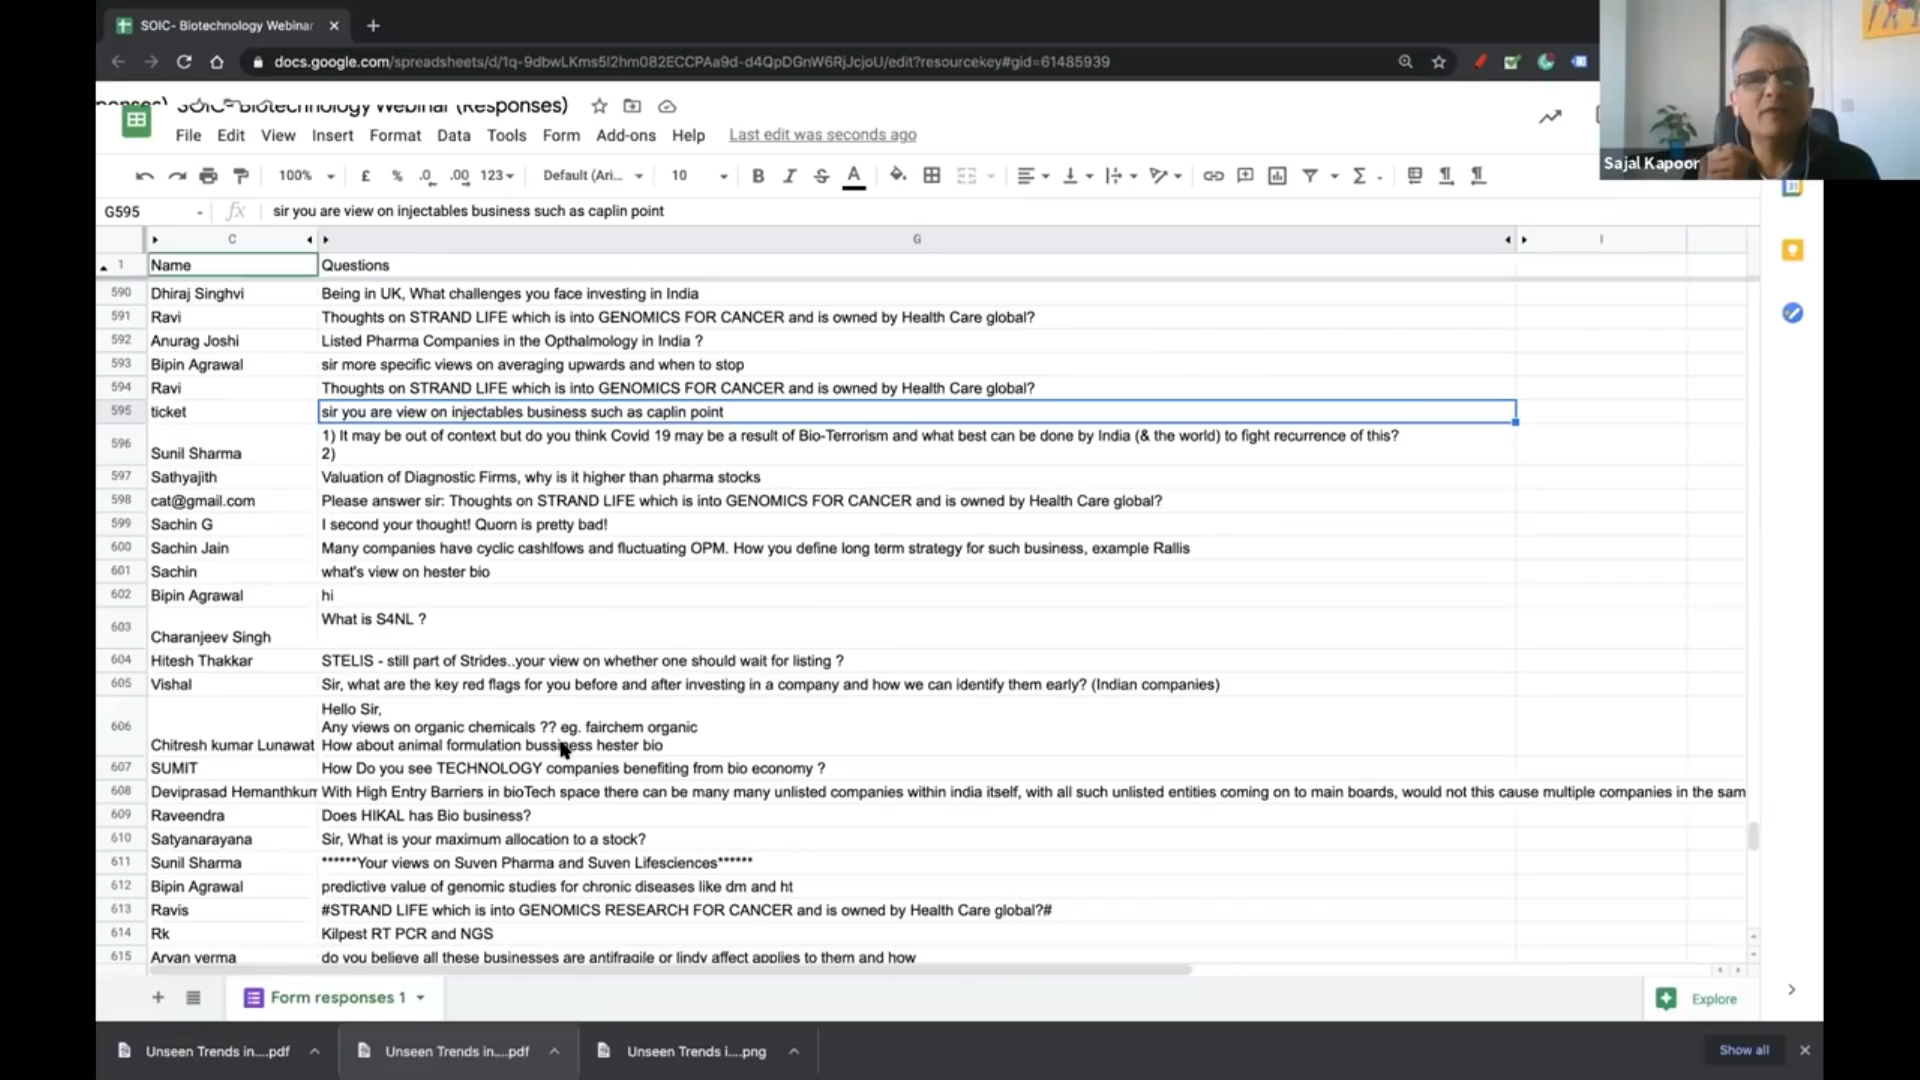 SOIC- Biotechnology Webinar
docs.google.com/spreadsheets/d/1q-9dbwLKms5l2hm082ECCPAa9d-d4QpDGnW6RjJcjoU/edit?resourcekey#gid=61485939
SOIC- Biotechnology Webinar (Responses)
File Edit View Insert Format Data Tools Form Add-ons Help Last edit was seconds ago
Sajal Kapoor
100% £ % .0 .00 123 Default (Ari... 10 B I S A
G595 fx sir you are view on injectables business such as caplin point
C G I
1 Name Questions
590 Dhiraj Singhvi Being in UK, What challenges you face investing in India
591 Ravi Thoughts on STRAND LIFE which is into GENOMICS FOR CANCER and is owned by Health Care global?
592 Anurag Joshi Listed Pharma Companies in the Opthalmology in India ?
593 Bipin Agrawal sir more specific views on averaging upwards and when to stop
594 Ravi Thoughts on STRAND LIFE which is into GENOMICS FOR CANCER and is owned by Health Care global?
595 ticket sir you are view on injectables business such as caplin point
1) It may be out of context but do you think Covid 19 may be a result of Bio-Terrorism and what best can be done by India (& the world) to fight recurrence of this?
596 Sunil Sharma 2)
597 Sathyajith Valuation of Diagnostic Firms, why is it higher than pharma stocks
598 cat@gmail.com Please answer sir: Thoughts on STRAND LIFE which is into GENOMICS FOR CANCER and is owned by Health Care global?
599 Sachin G I second your thought! Quorn is pretty bad!
600 Sachin Jain Many companies have cyclic cashlfows and fluctuating OPM. How you define long term strategy for such business, example Rallis
601 Sachin what's view on hester bio
602 Bipin Agrawal hi
What is S4NL ?
603 Charanjeev Singh
604 Hitesh Thakkar STELIS - still part of Strides..your view on whether one should wait for listing ?
605 Vishal Sir, what are the key red flags for you before and after investing in a company and how we can identify them early? (Indian companies)
Hello Sir,
606 Any views on organic chemicals ?? eg. fairchem organic
Chitresh kumar Lunawat How about animal formulation bussiness hester bio
607 SUMIT How Do you see TECHNOLOGY companies benefiting from bio economy ?
608 Deviprasad Hemanthkum With High Entry Barriers in bioTech space there can be many many unlisted companies within india itself, with all such unlisted entities coming on to main boards, would not this cause multiple companies in the sam
609 Raveendra Does HIKAL has Bio business?
610 Satyanarayana Sir, What is your maximum allocation to a stock?
611 Sunil Sharma ******Your views on Suven Pharma and Suven Lifesciences******
612 Bipin Agrawal predictive value of genomic studies for chronic diseases like dm and ht
613 Ravis #STRAND LIFE which is into GENOMICS RESEARCH FOR CANCER and is owned by Health Care global?#
614 Rk Kilpest RT PCR and NGS
615 Aryan verma do you believe all these businesses are antifragile or lindy affect applies to them and how
Form responses 1 Explore
Unseen Trends in....pdf Unseen Trends in....pdf Unseen Trends i....png Show all